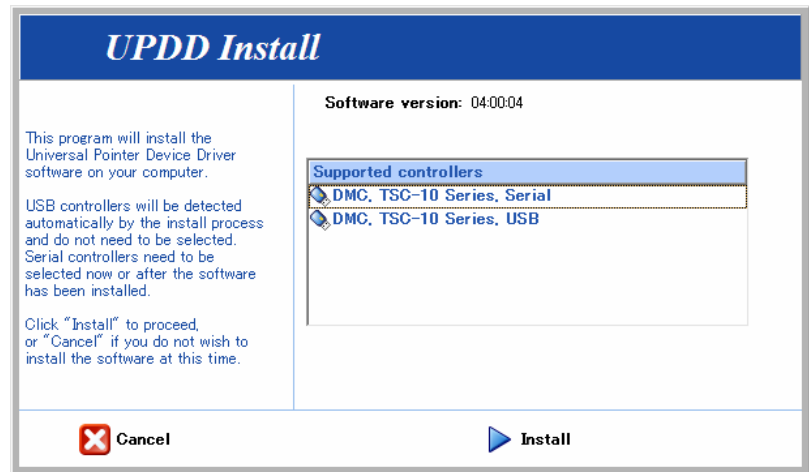 UPDD Install
Software version: 04:00:04
This program will install the
Universal Pointer Device Driver
software on your computer.
USB controllers will be detected
automatically by the install process
and do not need to be selected.
Serial controllers need to be
selected now or after the software
has been installed.
Click "Install" to proceed,
or "Cancel" if you do not wish to
install the software at this time.
Supported controllers
DMC, TSC-10 Series, Serial
DMC, TSC-10 Series, USB
Cancel
Install